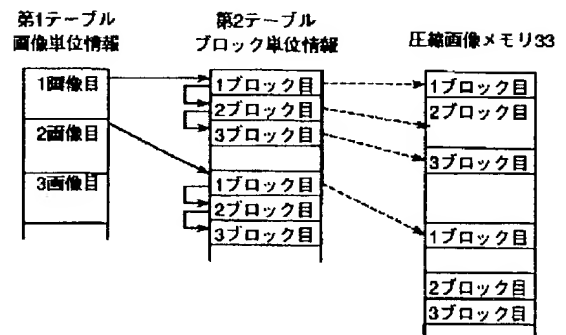 第1テーブル
画像単位情報
1画像目
2画像目
3画像目
第2テーブル
ブロック単位情報
1ブロック目
2ブロック目
3ブロック目
1ブロック目
2ブロック目
3ブロック目
圧縮画像メモリ33
1ブロック目
2ブロック目
3ブロック目
1ブロック目
2ブロック目
3ブロック目